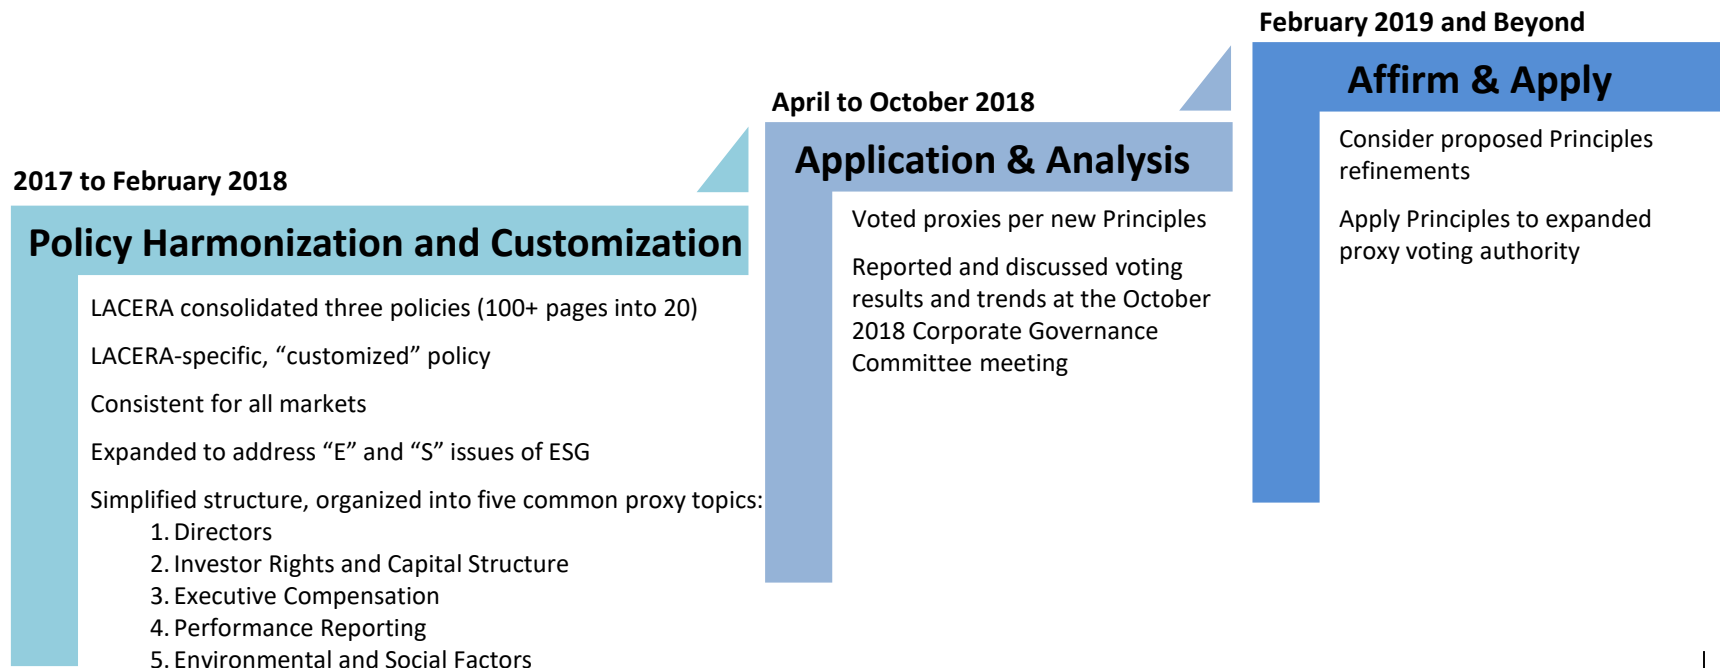 2017 to February 2018
Policy Harmonization and Customization
LACERA consolidated three policies (100+ pages into 20)
LACERA-specific, “customized” policy
Consistent for all markets
Expanded to address “E” and “S” issues of ESG
Simplified structure, organized into five common proxy topics:
1. Directors
2. Investor Rights and Capital Structure
3. Executive Compensation
4. Performance Reporting
5. Environmental and Social Factors
April to October 2018
Application & Analysis
Voted proxies per new Principles
Reported and discussed voting
results and trends at the October
2018 Corporate Governance
Committee meeting
February 2019 and Beyond
Affirm & Apply
Consider proposed Principles
refinements
Apply Principles to expanded
proxy voting authority